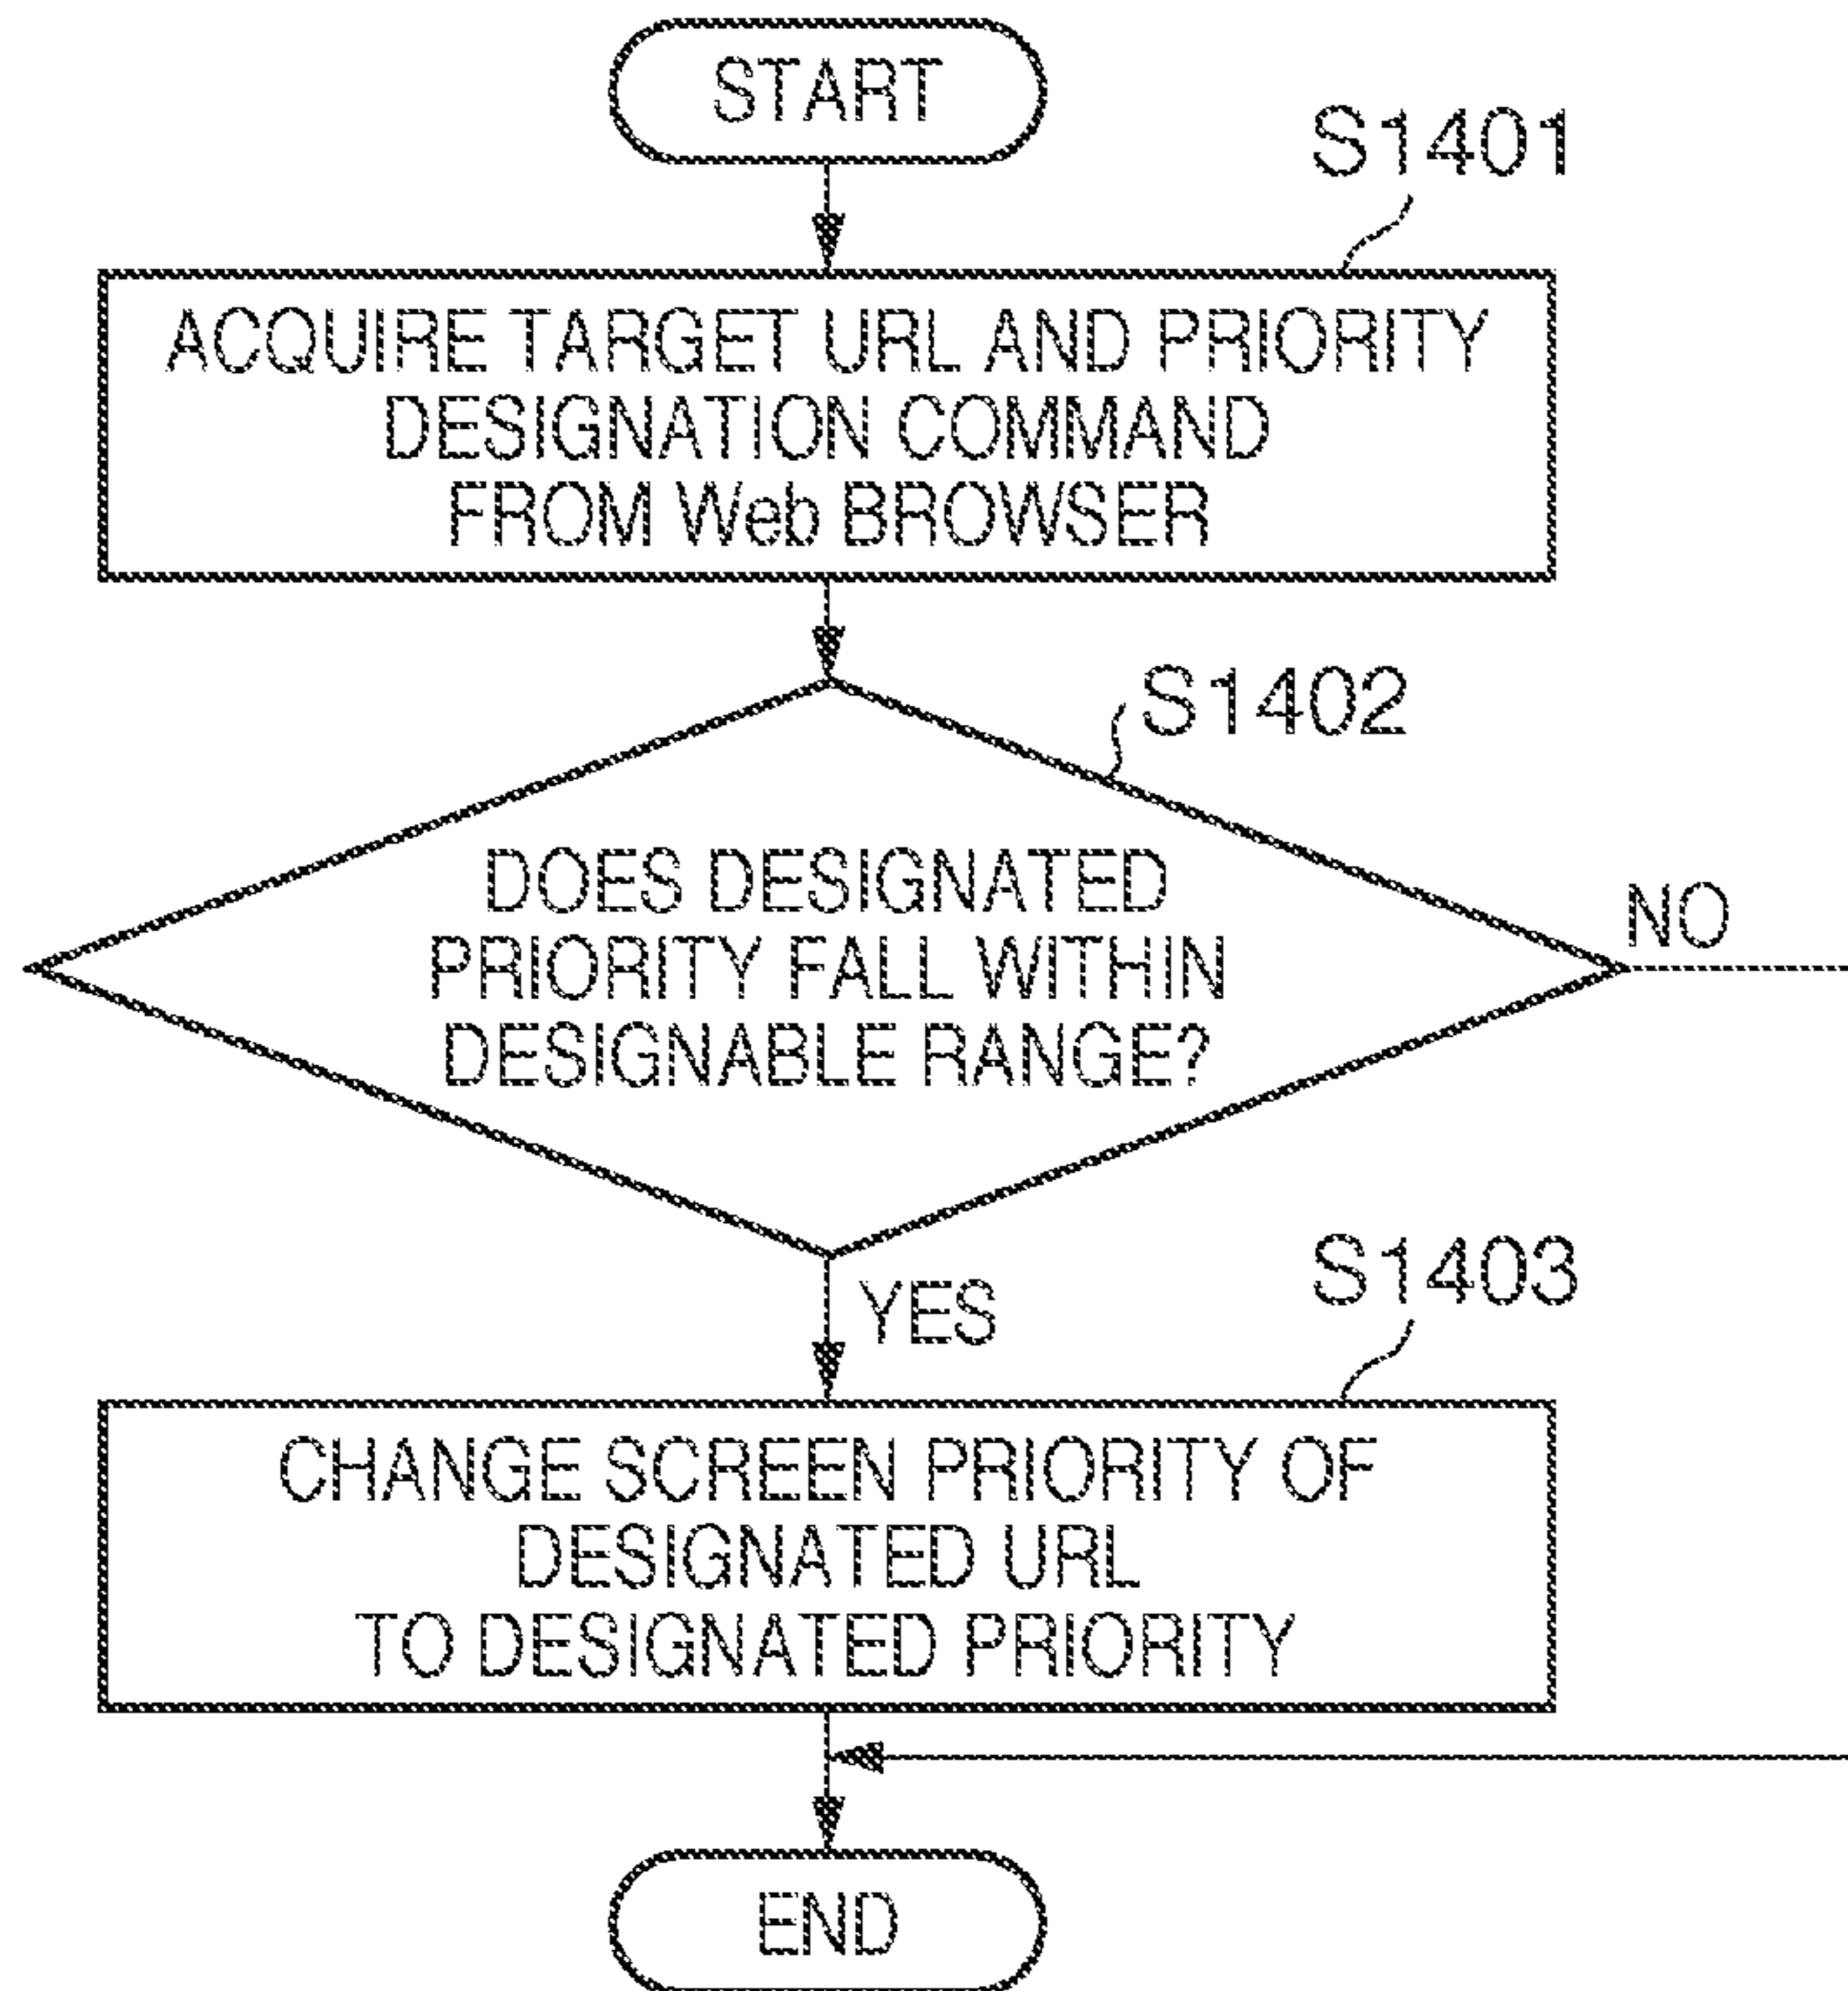 START
S1401
ACQUIRE TARGET URL AND PRIORITY
DESIGNATION COMMAND
FROM Web BROWSER
S1402
DOES DESIGNATED
PRIORITY FALL WITHIN
DESIGNABLE RANGE?
NO
YES
S1403
CHANGE SCREEN PRIORITY OF
DESIGNATED URL
TO DESIGNATED PRIORITY
END